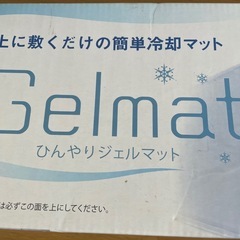 上に敷くだけの簡単冷却マット
Gelmat
ひんやりジェルマット
は必ずこの面を上にしてください。